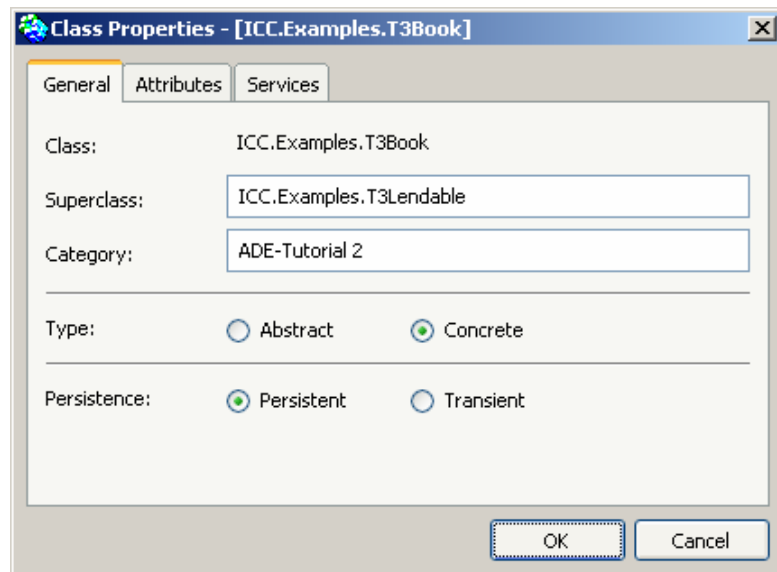 Class Properties - [ICC.Examples.T3Book]
General Attributes Services
Class: ICC.Examples.T3Book
Superclass: ICC.Examples.T3Lendable
Category: ADE-Tutorial 2
Type: Abstract Concrete
Persistence: Persistent Transient
OK Cancel